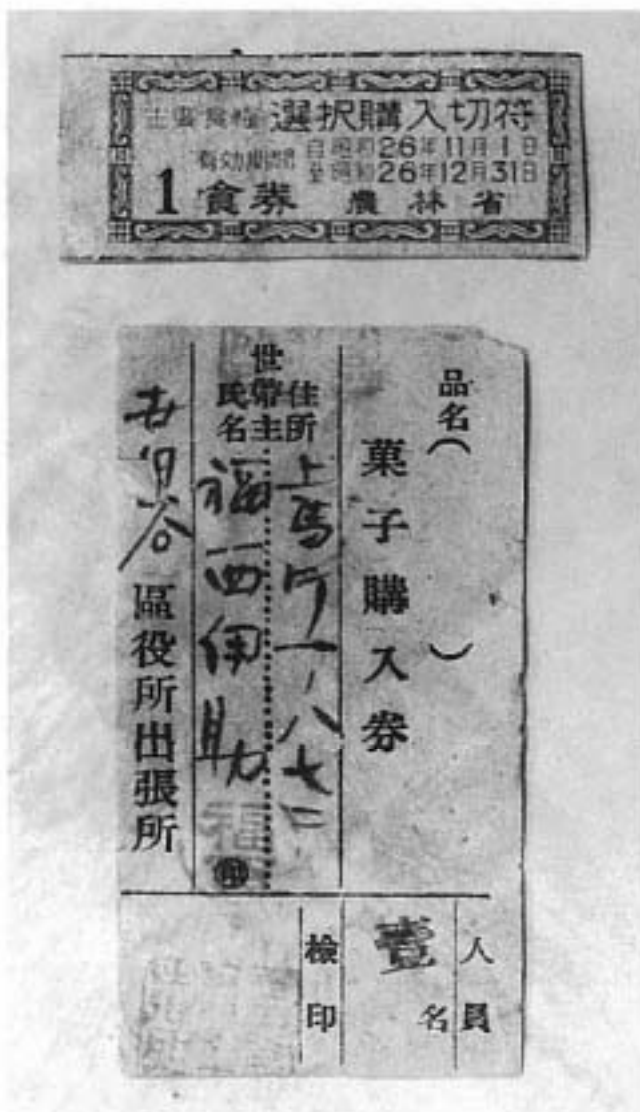 主要食糧選択購入切符
有効期間 自昭和26年11月1日
至昭和26年12月31日
1食券 農林省
品名( )
菓子購入券
住所 上馬町一ノ八七二
世帯主氏名 福西伊助 福西 ㊞
世田谷區役所出張所
人員 壹名
檢印